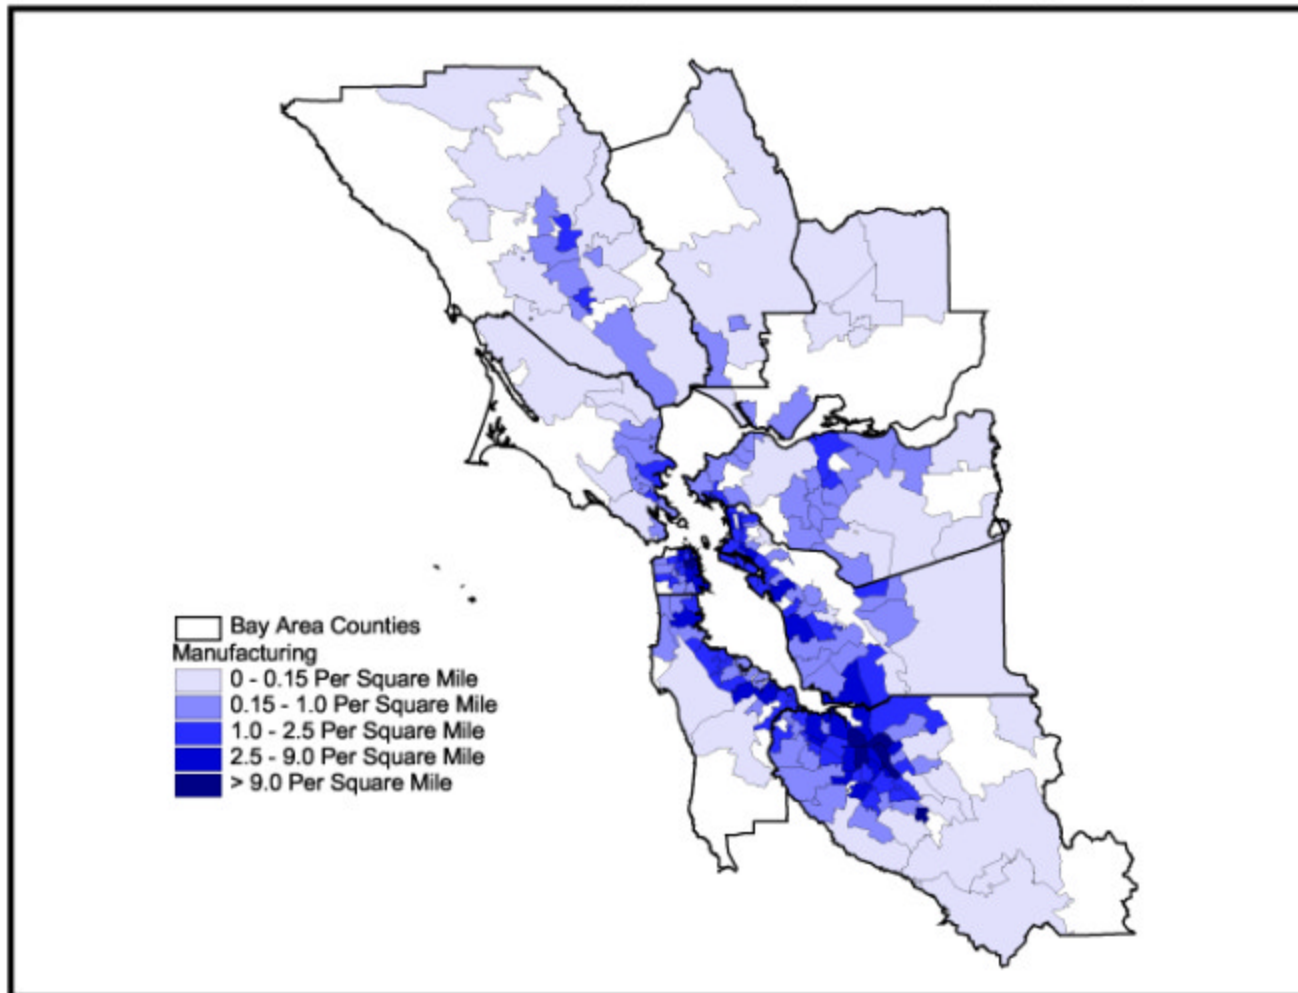 Bay Area Counties
Manufacturing
0 - 0.15 Per Square Mile
0.15 - 1.0 Per Square Mile
1.0 - 2.5 Per Square Mile
2.5 - 9.0 Per Square Mile
> 9.0 Per Square Mile